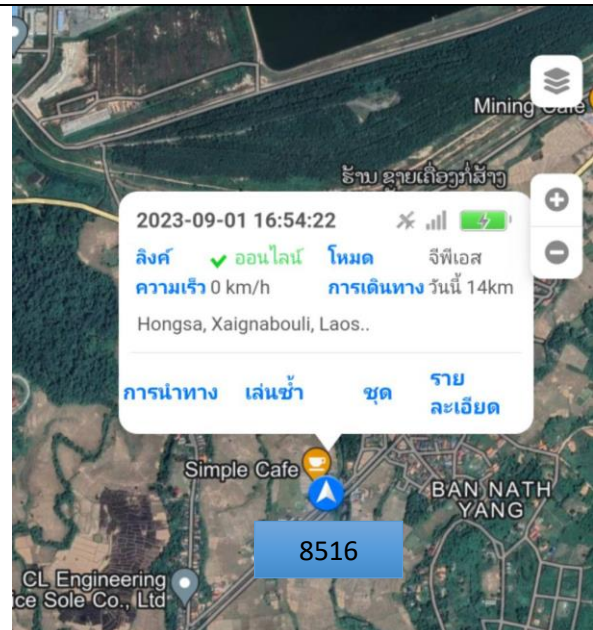 Mining Cafe
ຮ້ານ ຂາຍເຄື່ອງກໍ່ສ້າງ
2023-09-01 16:54:22
ลิงค์ ออนไลน์ โหมด จีพีเอส
ความเร็ว 0 km/h การเดินทาง วันนี้ 14km
Hongsa, Xaignabouli, Laos..
การนำทาง เล่นซ้ำ ชุด ราย
ละเอียด
Simple Cafe
BAN NATH
YANG
8516
CL Engineering
ice Sole Co., Ltd